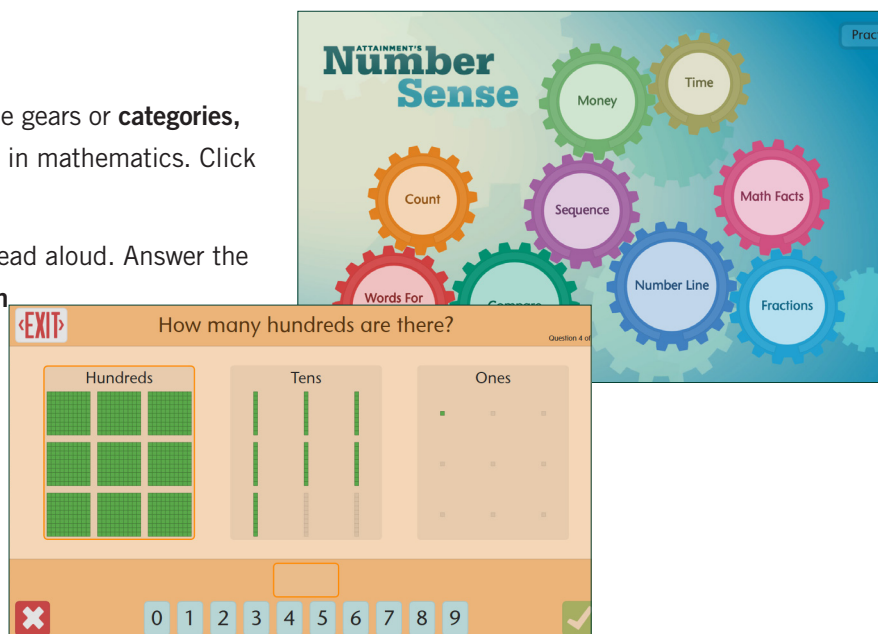 e gears or categories,
in mathematics. Click
ead aloud. Answer the
ATTAINMENT'S
Number
Sense
Money
Time
Count
Sequence
Math Facts
Words For
Number Line
Fractions
EXIT
How many hundreds are there?
Question 4 of
Hundreds
Tens
Ones
0 1 2 3 4 5 6 7 8 9